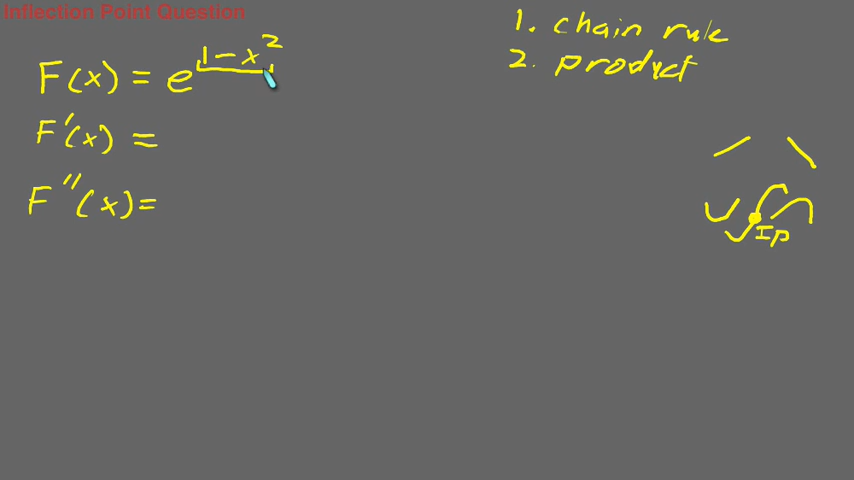 Inflection Point Question
F(x) = e^{1-x^2}
F'(x) =
F''(x) =
1. chain rule
2. product
IP